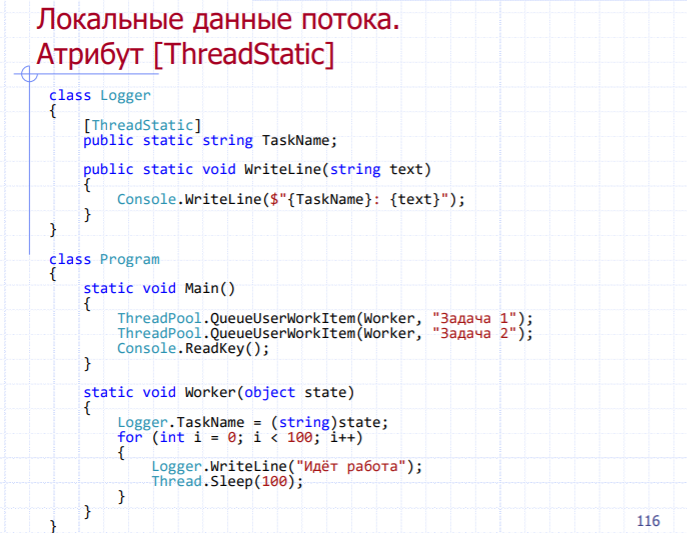 Локальные данные потока.
Атрибут [ThreadStatic]
class Logger
{
[ThreadStatic]
public static string TaskName;
public static void WriteLine(string text)
{
Console.WriteLine($"{TaskName}: {text}");
}
}
class Program
{
static void Main()
{
ThreadPool.QueueUserWorkItem(Worker, "Задача 1");
ThreadPool.QueueUserWorkItem(Worker, "Задача 2");
Console.ReadKey();
}
static void Worker(object state)
{
Logger.TaskName = (string)state;
for (int i = 0; i < 100; i++)
{
Logger.WriteLine("Идёт работа");
Thread.Sleep(100);
}
}
}
116